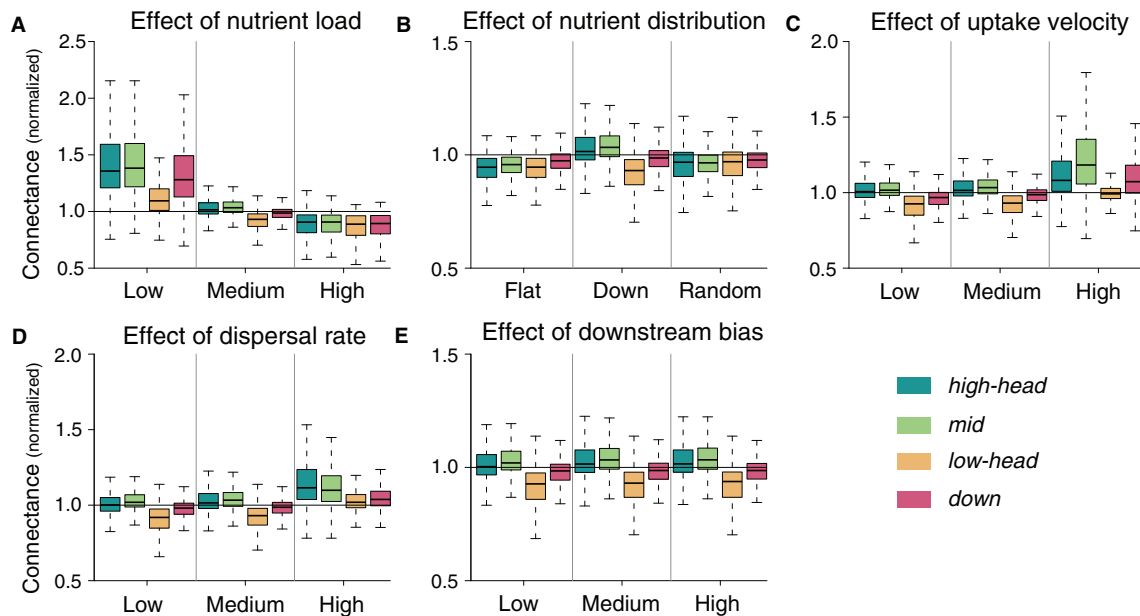 A Effect of nutrient load
Connectance (normalized)
2.5
2.0
1.5
1.0
0.5
Low Medium High
B Effect of nutrient distribution
1.5
1.0
0.5
Flat Down Random
C Effect of uptake velocity
2.0
1.5
1.0
0.5
Low Medium High
D Effect of dispersal rate
Connectance (normalized)
2.0
1.5
1.0
0.5
Low Medium High
E Effect of downstream bias
1.5
1.0
0.5
Low Medium High
high-head
mid
low-head
down